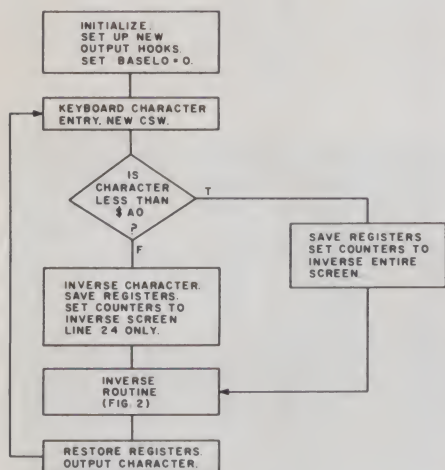 INITIALIZE.
SET UP NEW
OUTPUT HOOKS.
SET BASELO = 0.
KEYBOARD CHARACTER
ENTRY. NEW CSW.
IS
CHARACTER
LESS THAN
$ A0
?
T
F
SAVE REGISTERS
SET COUNTERS TO
INVERSE ENTIRE
SCREEN.
INVERSE CHARACTER.
SAVE REGISTERS.
SET COUNTERS TO
INVERSE SCREEN
LINE 24 ONLY.
INVERSE
ROUTINE
(FIG. 2)
RESTORE REGISTERS.
OUTPUT CHARACTER.